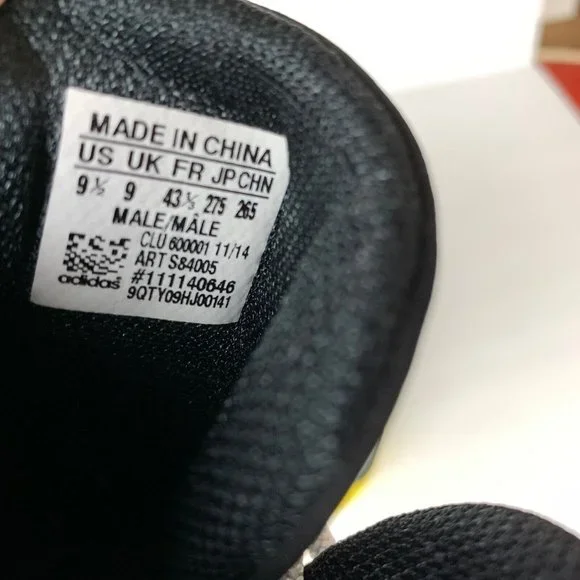 MADE IN CHINA
US UK FR JP CHN
9½ 9 43⅓ 275 265
MALE/MÂLE
CLU 600001 11/14
ART S84005
adidas #111140646
9QTY09HJ00141